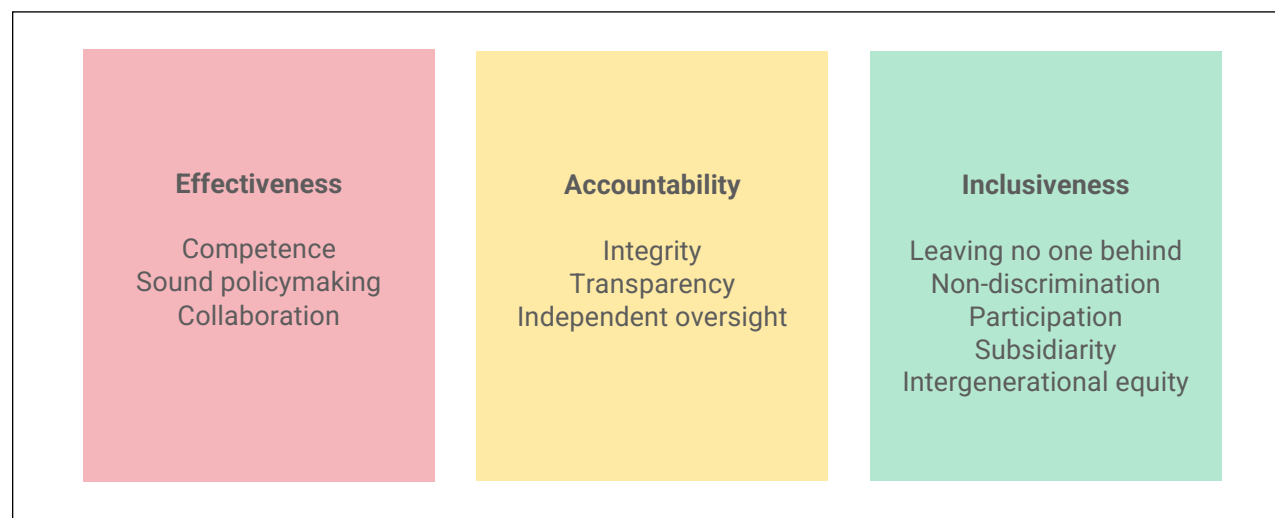 Effectiveness
Competence
Sound policymaking
Collaboration
Accountability
Integrity
Transparency
Independent oversight
Inclusiveness
Leaving no one behind
Non-discrimination
Participation
Subsidiarity
Intergenerational equity